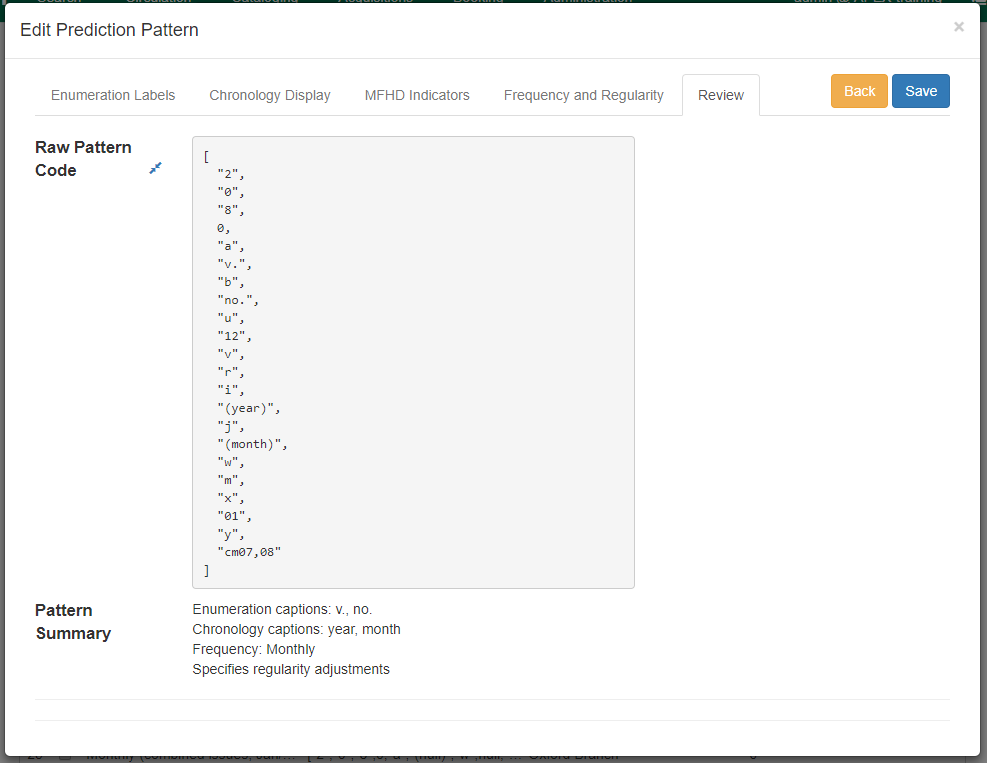 Edit Prediction Pattern ×
Enumeration Labels Chronology Display MFHD Indicators Frequency and Regularity Review Back Save
Raw Pattern
Code
[
"2",
"0",
"8",
0,
"a",
"v.",
"b",
"no.",
"u",
"12",
"v",
"r",
"i",
"(year)",
"j",
"(month)",
"w",
"m",
"x",
"01",
"y",
"cm07,08"
]
Pattern
Summary
Enumeration captions: v., no.
Chronology captions: year, month
Frequency: Monthly
Specifies regularity adjustments